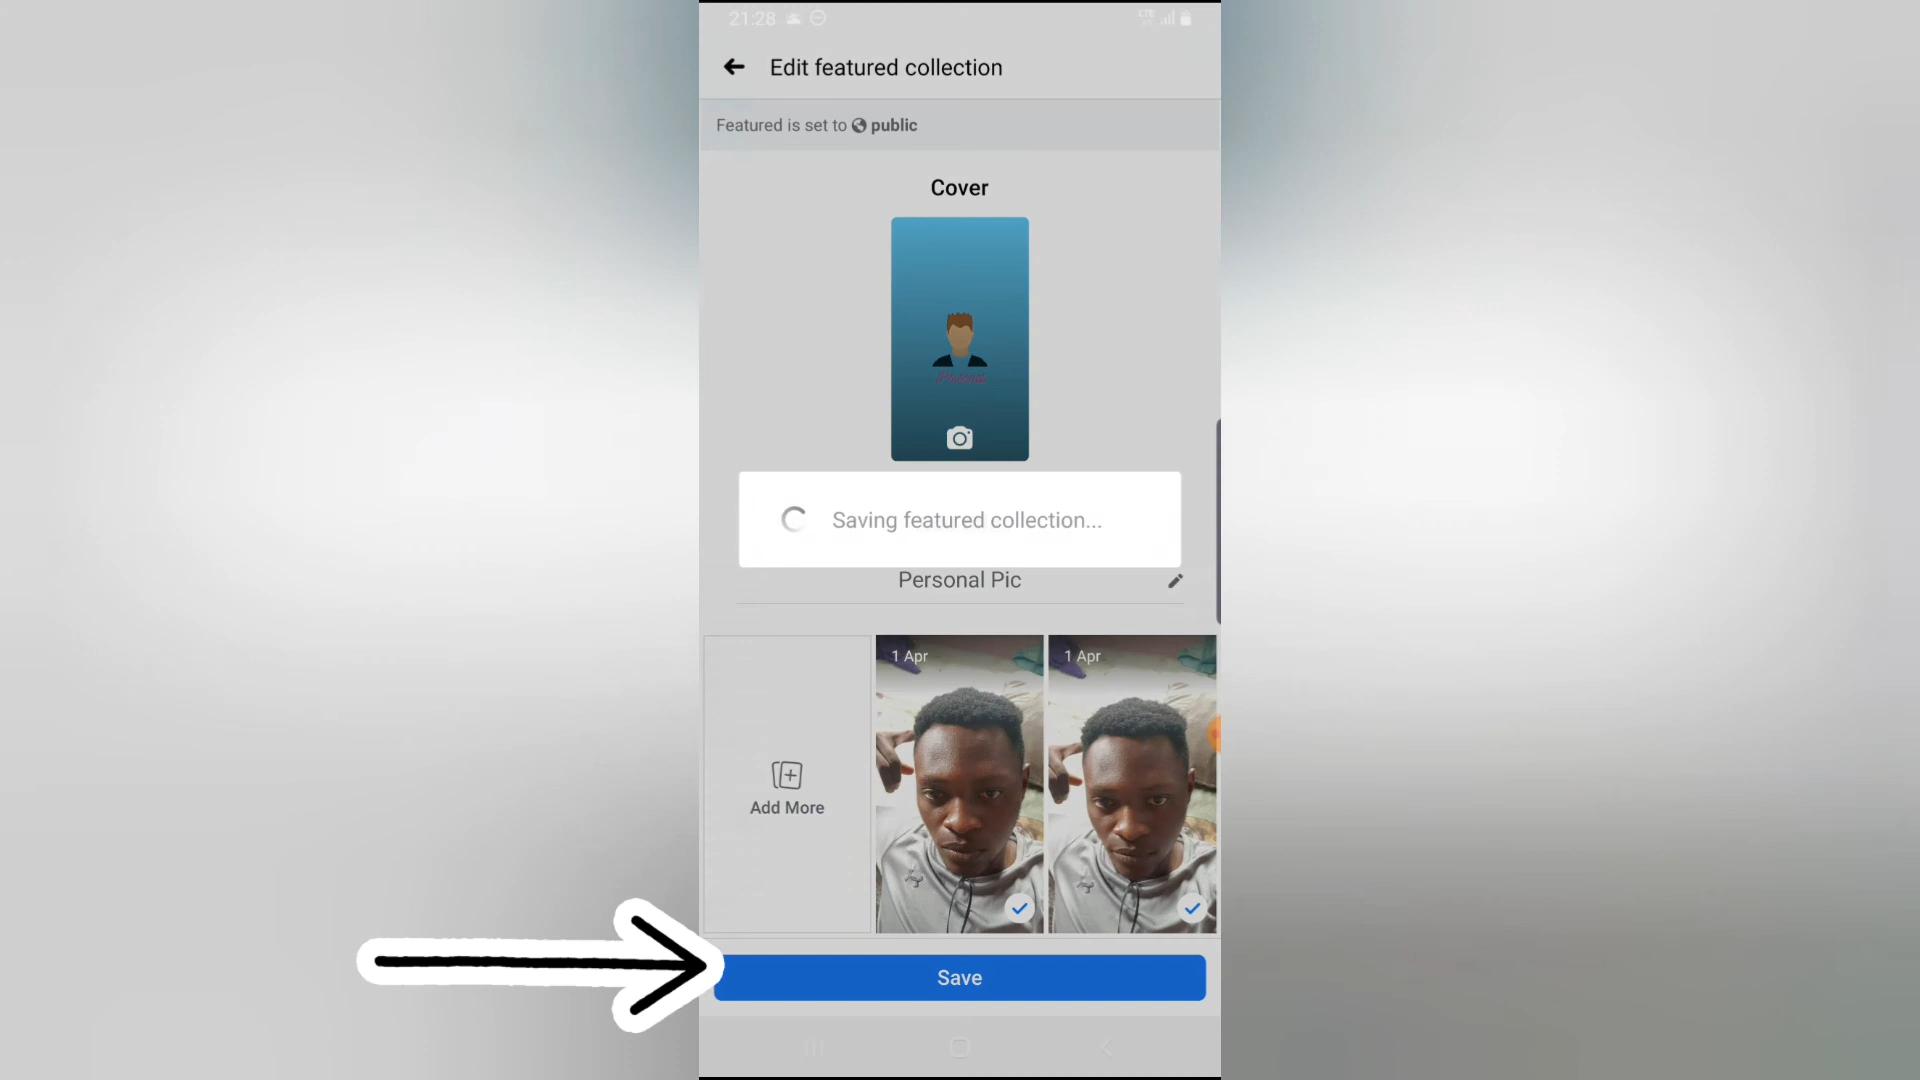 21:28
LTE
Edit featured collection
Featured is set to public
Cover
Saving featured collection...
Personal Pic
1 Apr
1 Apr
Add More
Save